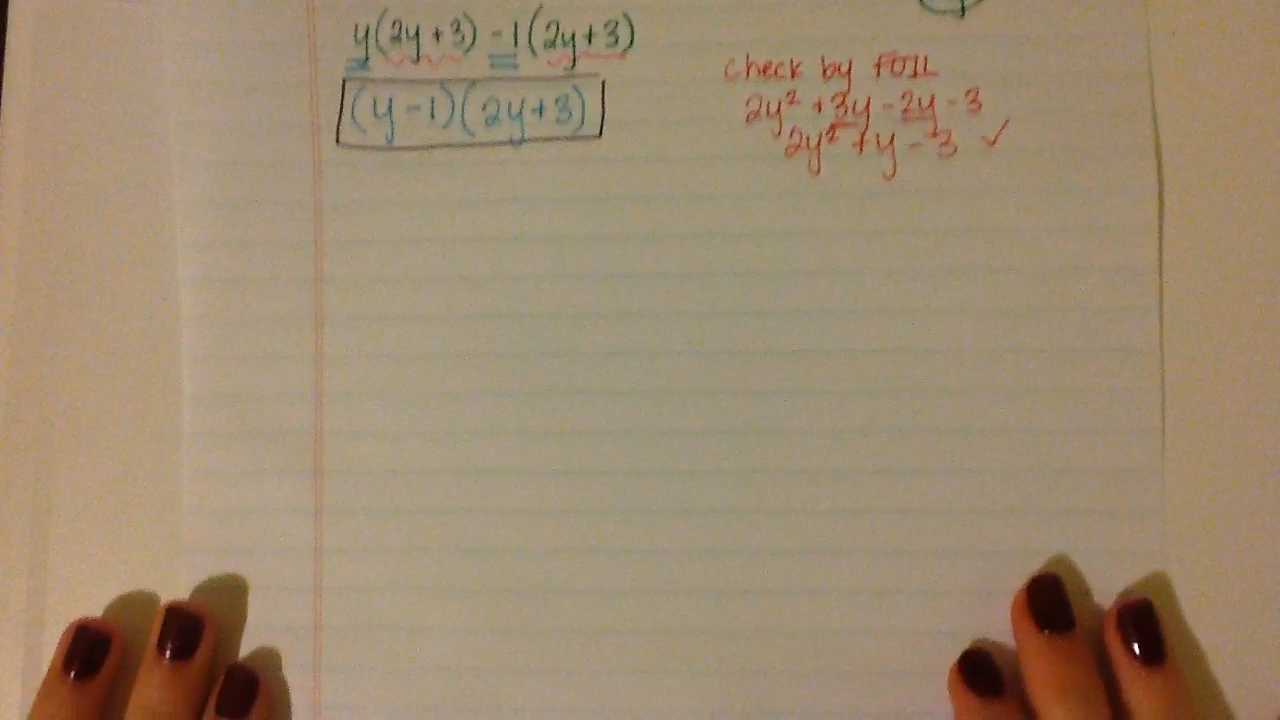 y(2y+3) -1(2y+3)
(y-1)(2y+3)
check by FOIL
2y² +3y -2y -3
2y² +y -3 ✓